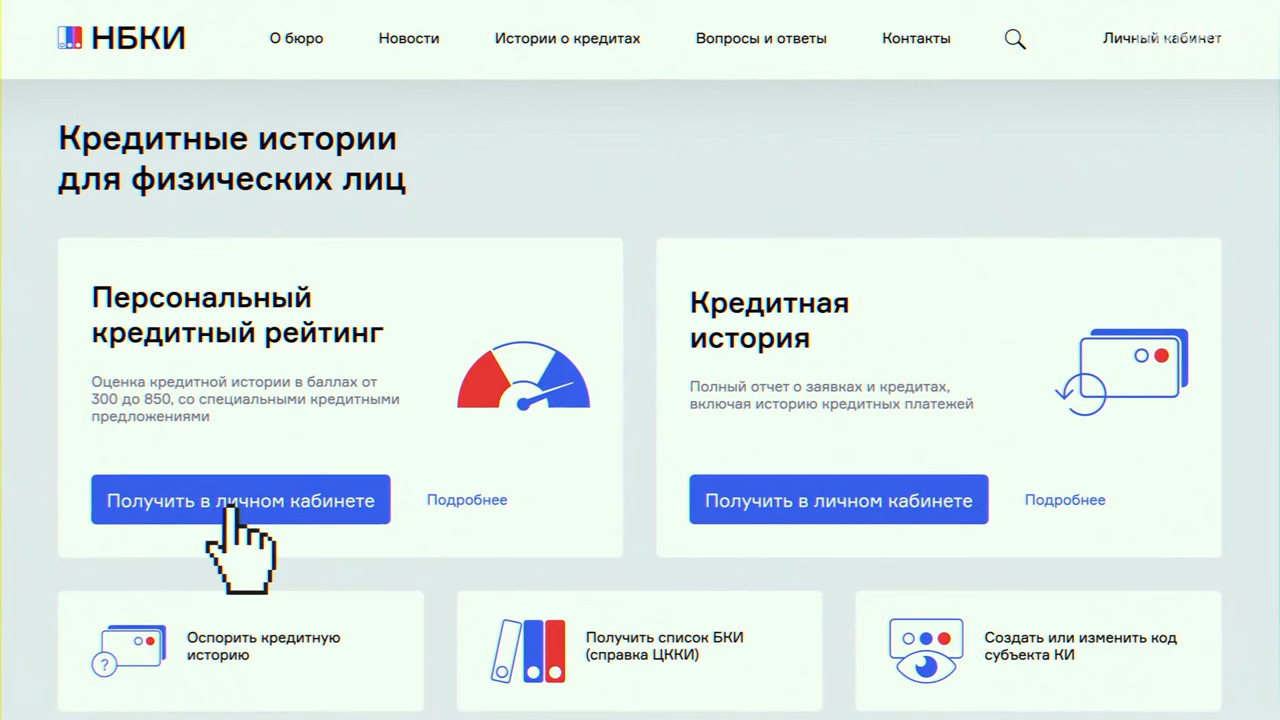 НБКИ
О бюро
Новости
Истории о кредитах
Вопросы и ответы
Контакты
Личный кабинет
Кредитные истории
для физических лиц
Персональный
кредитный рейтинг
Оценка кредитной истории в баллах от
300 до 850, со специальными кредитными
предложениями
Получить в личном кабинете
Подробнее
Кредитная
история
Полный отчет о заявках и кредитах,
включая историю кредитных платежей
Получить в личном кабинете
Подробнее
?
Оспорить кредитную
историю
Получить список БКИ
(справка ЦККИ)
Создать или изменить код
субъекта КИ